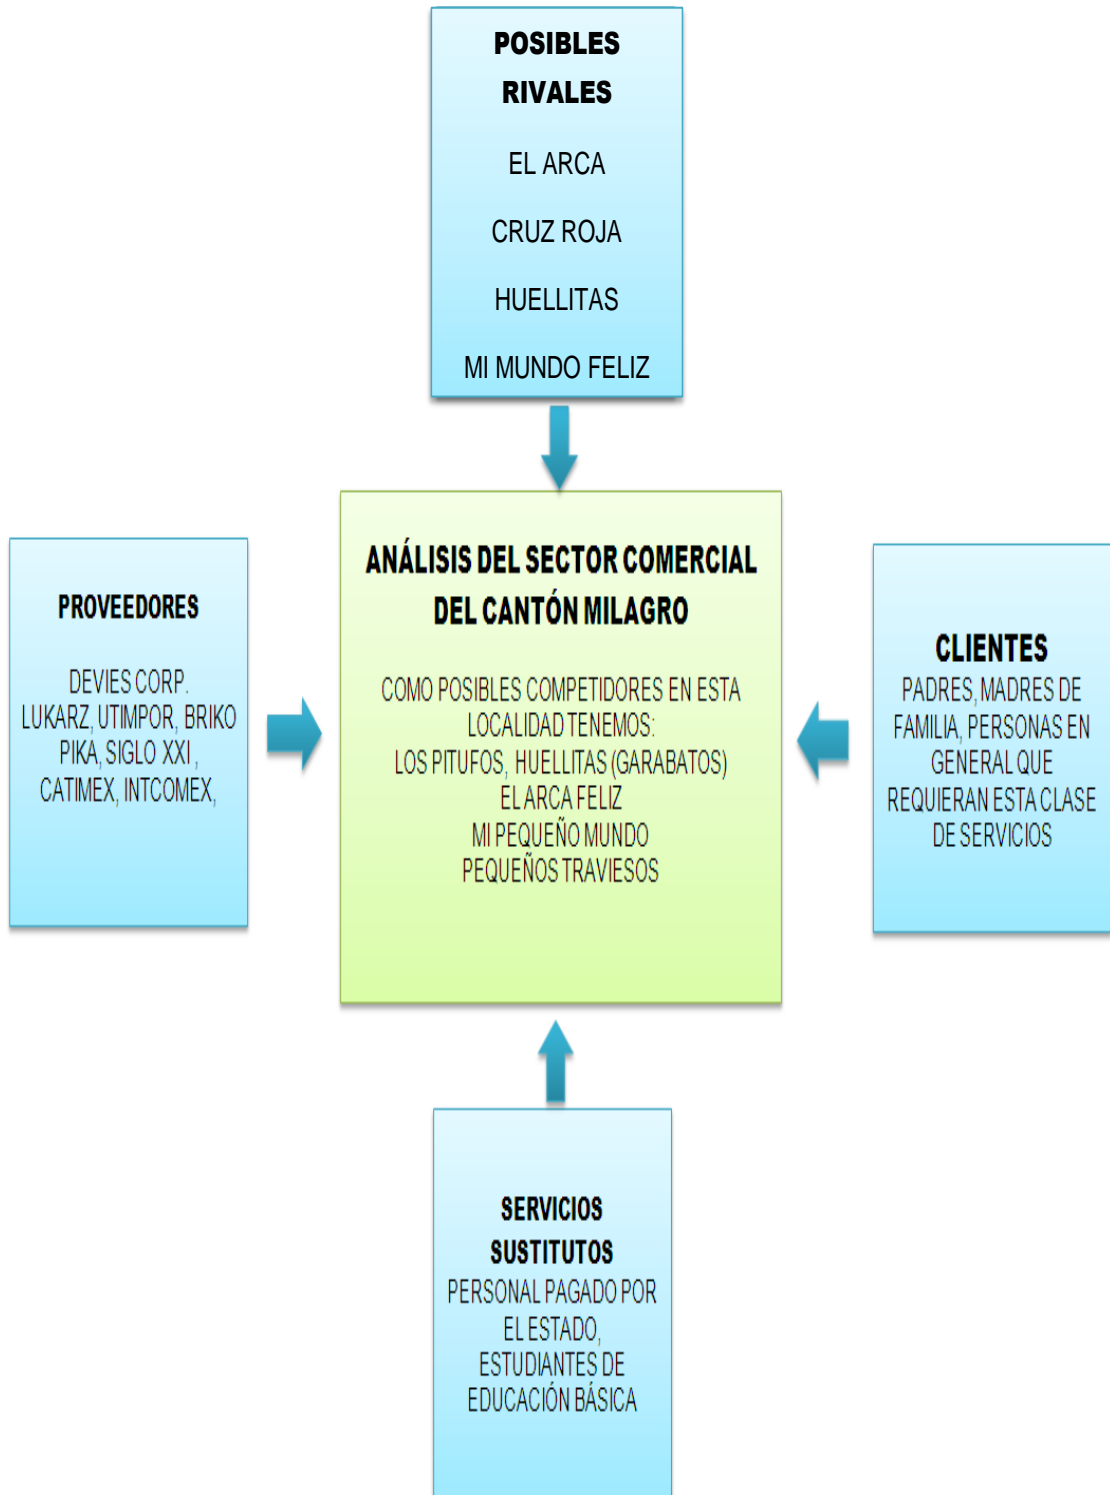 POSIBLES
RIVALES
EL ARCA
CRUZ ROJA
HUELLITAS
MI MUNDO FELIZ
ANÁLISIS DEL SECTOR COMERCIAL
DEL CANTÓN MILAGRO
COMO POSIBLES COMPETIDORES EN ESTA
LOCALIDAD TENEMOS:
LOS PITUFOS, HUELLITAS (GARABATOS)
EL ARCA FELIZ
MI PEQUEÑO MUNDO
PEQUEÑOS TRAVIESOS
PROVEEDORES
DEVIES CORP.
LUKARZ, UTIMPOR, BRIKO
PIKA, SIGLO XXI ,
CATIMEX, INTCOMEX,
CLIENTES
PADRES, MADRES DE
FAMILIA, PERSONAS EN
GENERAL QUE
REQUIERAN ESTA CLASE
DE SERVICIOS
SERVICIOS
SUSTITUTOS
PERSONAL PAGADO POR
EL ESTADO,
ESTUDIANTES DE
EDUCACIÓN BÁSICA